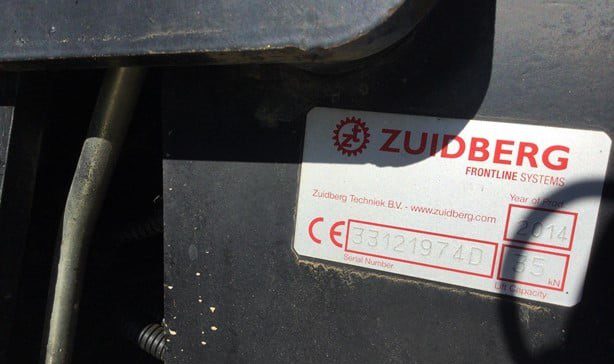 ZUIDBERG
FRONTLINE SYSTEMS
Zuidberg Techniek B.V. - www.zuidberg.com
Year of Prod.
2014
CE 33121974D
35 kN
Serial Number
Lift Capacity